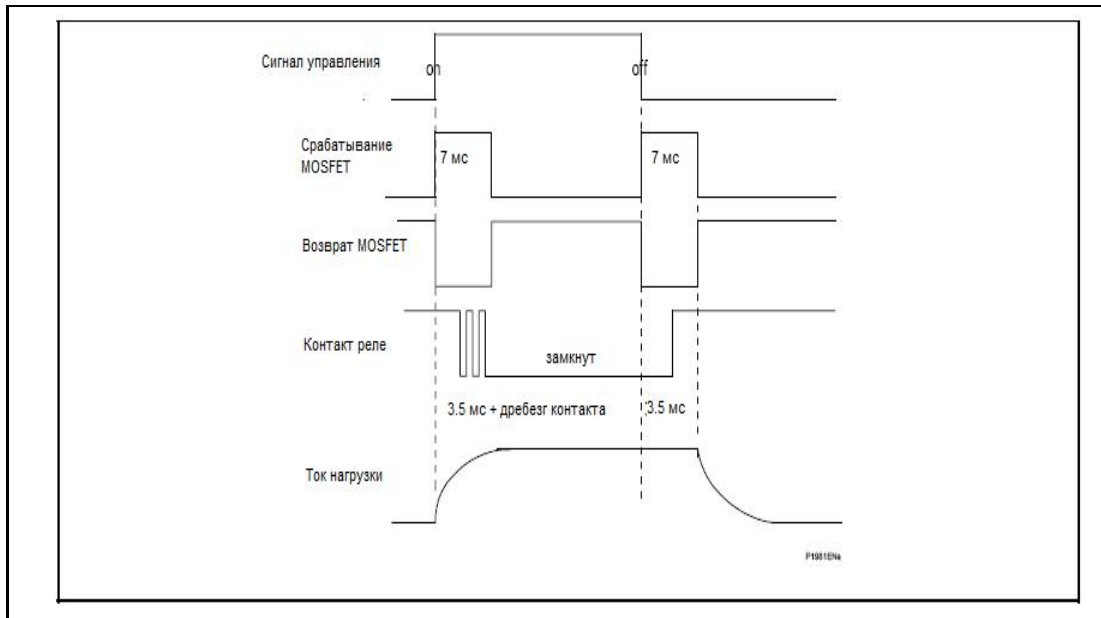 Сигнал управления
on
off
Срабатывание
MOSFET
7 мс
7 мс
Возврат MOSFET
Контакт реле
замкнут
3.5 мс + дребезг контакта
3.5 мс
Ток нагрузки
P1981ENa